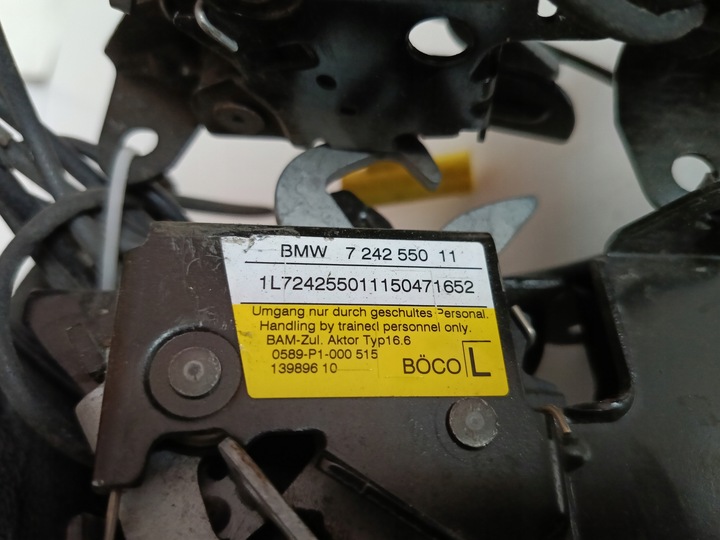 BMW 7 242 550 11
1L724255011150471652
Umgang nur durch geschultes Personal.
Handling by trained personnel only.
BAM-Zul. Aktor Typ16.6
0589-P1-000 515
139896 10
BÖCO L